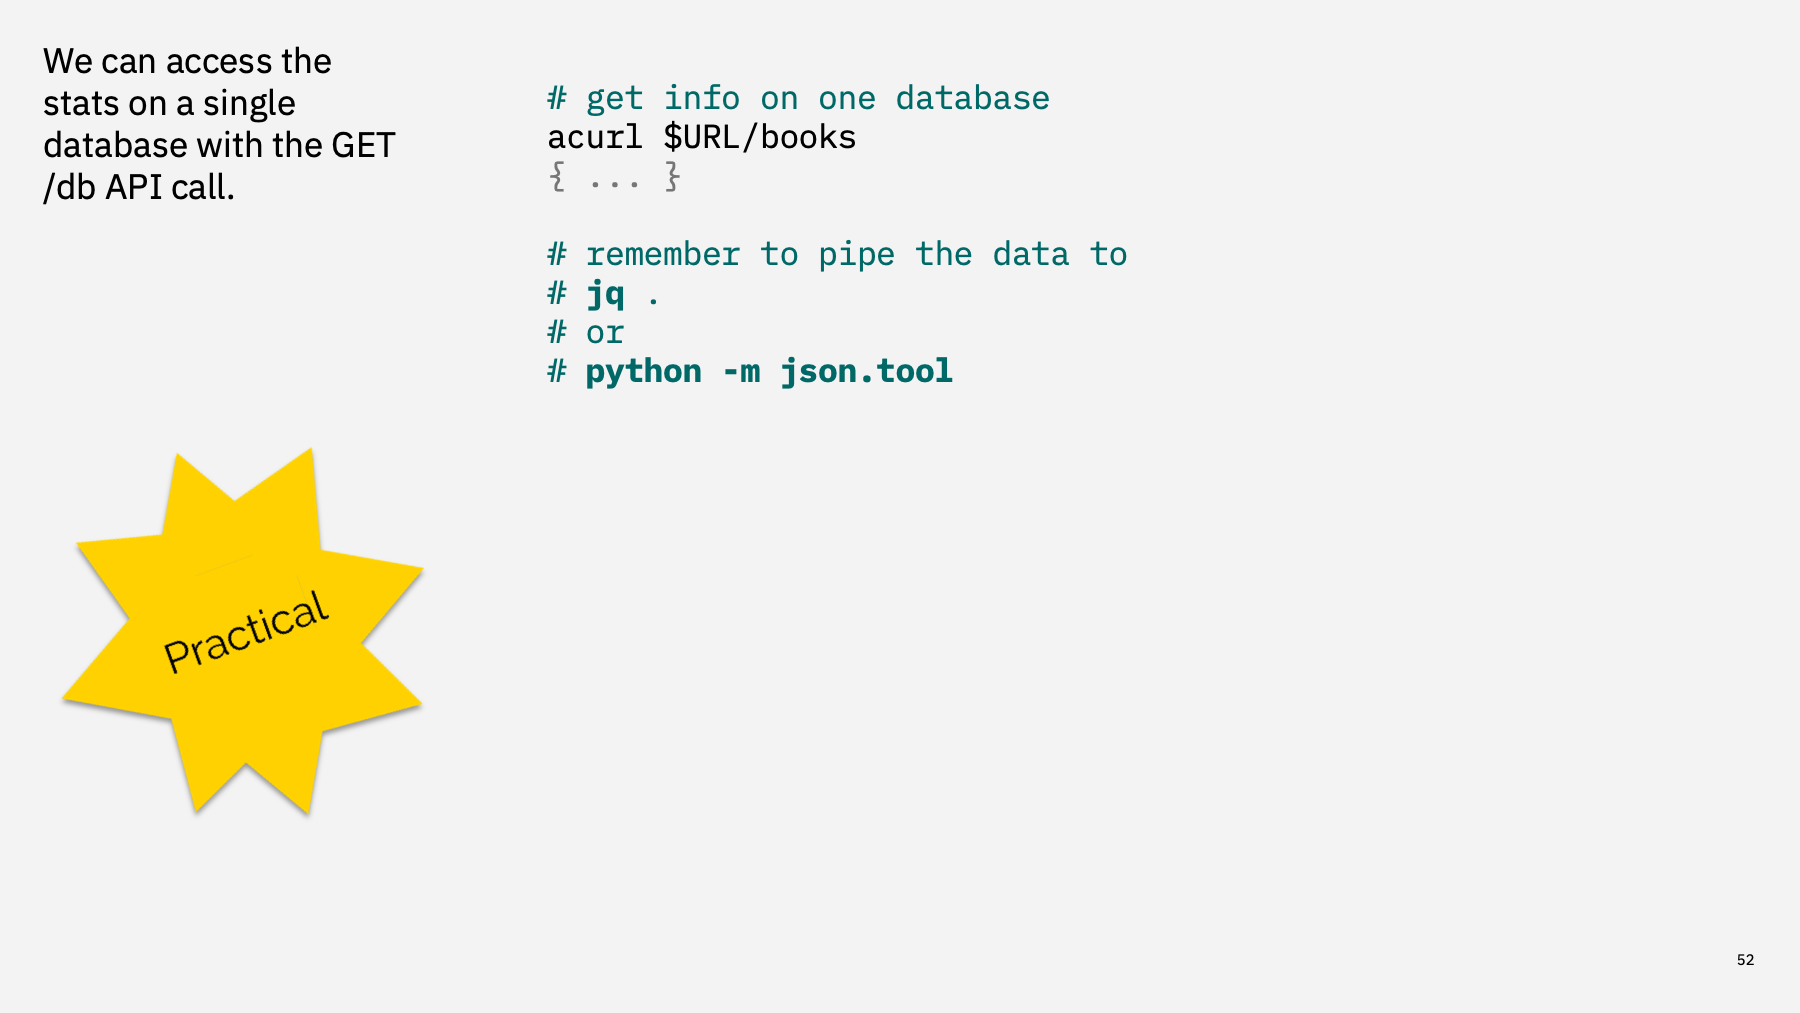 We can access the
stats on a single
database with the GET
/db API call.
# get info on one database
acurl $URL/books
{ ... }
# remember to pipe the data to
# jq .
# or
# python -m json.tool
Practical
52